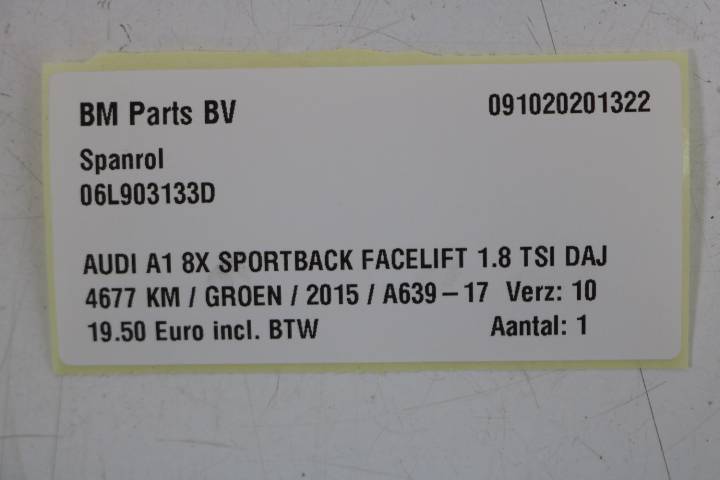 BM Parts BV 091020201322
Spanrol
06L903133D
AUDI A1 8X SPORTBACK FACELIFT 1.8 TSI DAJ
4677 KM / GROEN / 2015 / A639-17 Verz: 10
19.50 Euro incl. BTW Aantal: 1